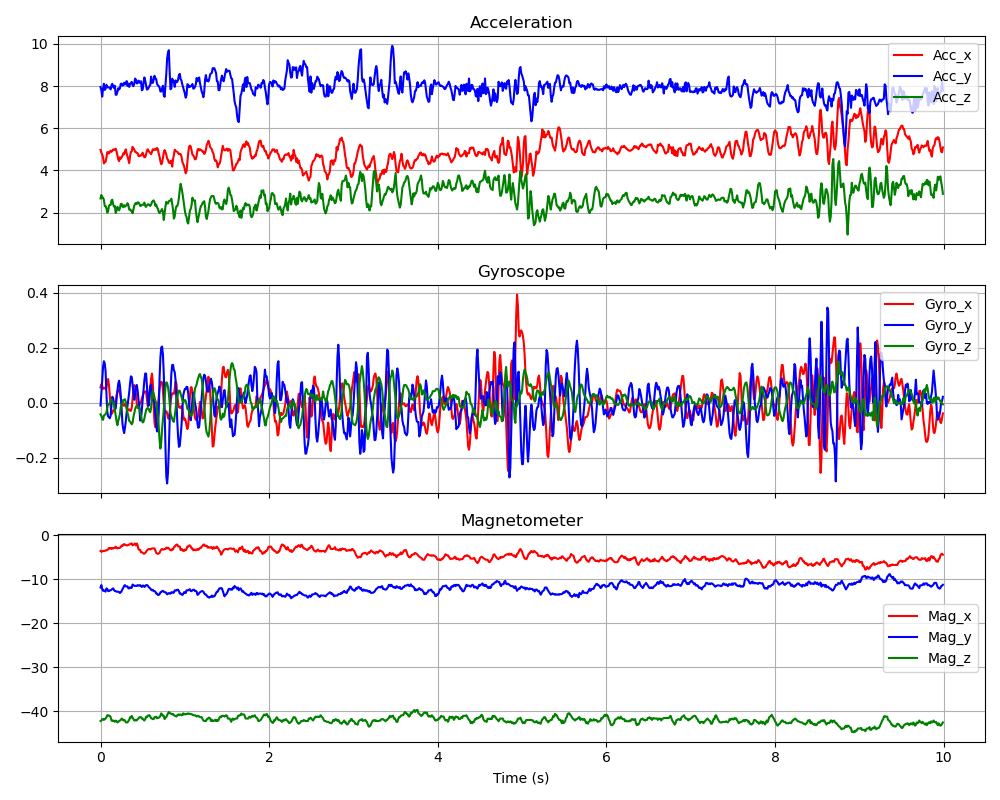 Acceleration
10
8
6
4
2
Acc_x
Acc_y
Acc_z
Gyroscope
0.4
0.2
0.0
−0.2
Gyro_x
Gyro_y
Gyro_z
Magnetometer
0
−10
−20
−30
−40
Mag_x
Mag_y
Mag_z
0 2 4 6 8 10
Time (s)